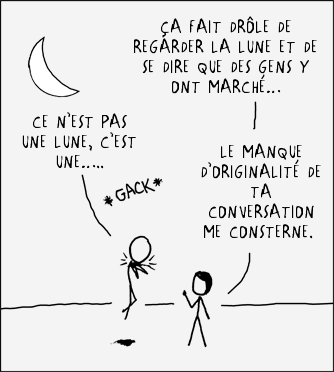 ÇA FAIT DRÔLE DE
REGARDER LA LUNE ET DE
SE DIRE QUE DES GENS Y
ONT MARCHÉ...
CE N'EST PAS
UNE LUNE, C'EST
UNE.....
*GACK*
LE MANQUE
D'ORIGINALITÉ DE
TA
CONVERSATION
ME CONSTERNE.